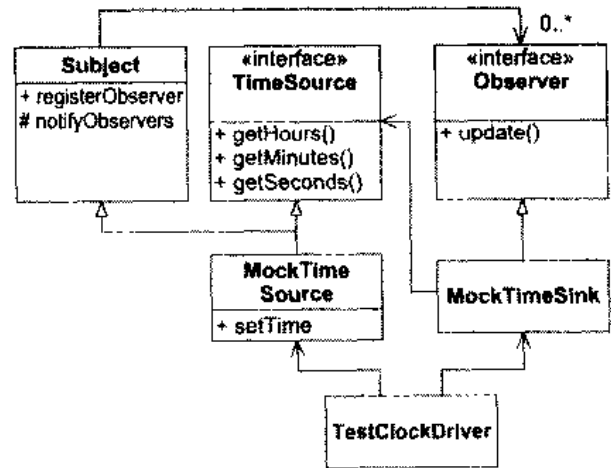 0..*
Subject
+ registerObserver
# notifyObservers
«interface»
TimeSource
+ getHours()
+ getMinutes()
+ getSeconds()
«interface»
Observer
+ update()
MockTime
Source
+ setTime
MockTimeSink
TestClockDriver